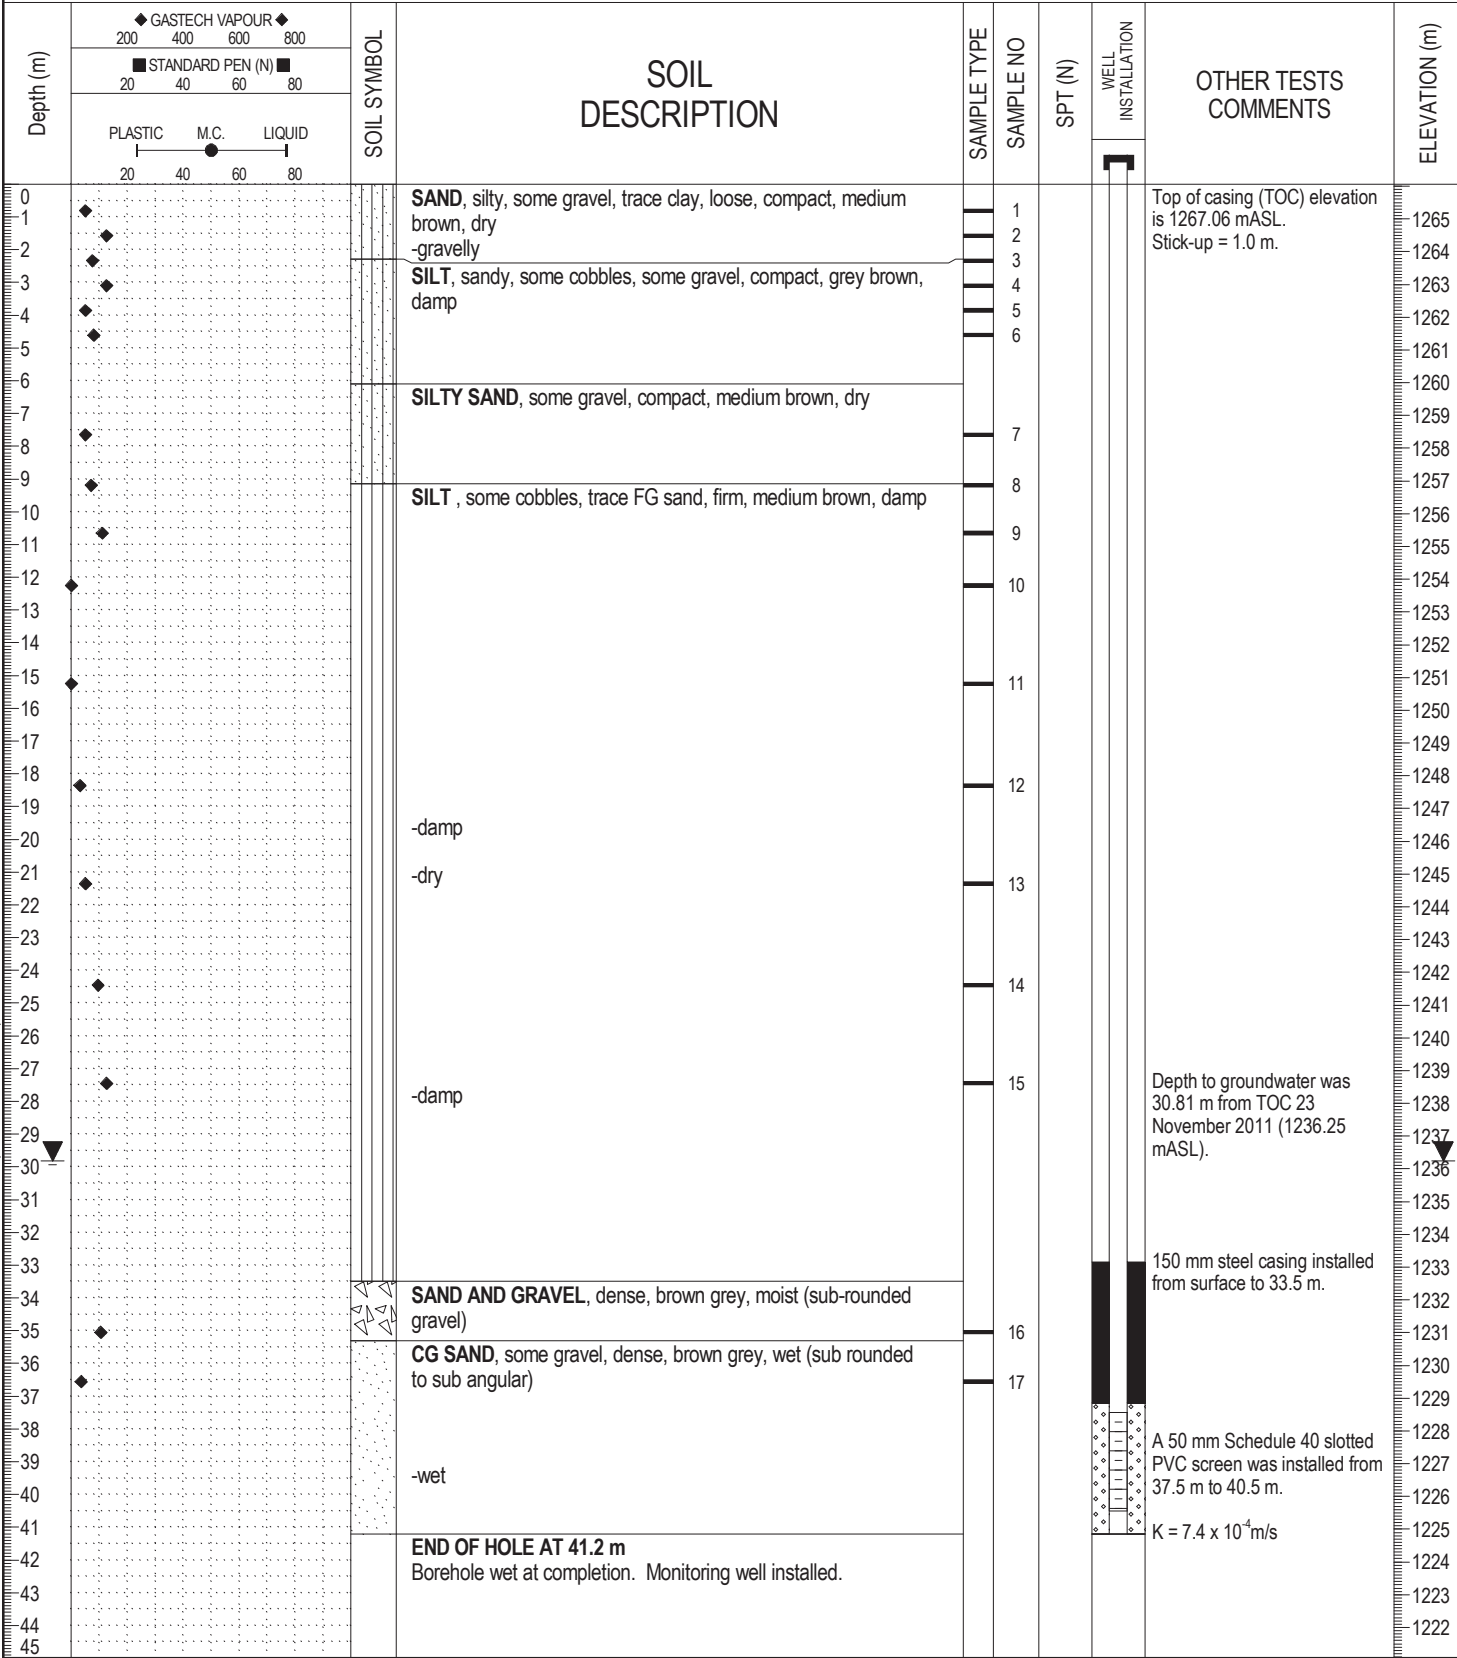 Depth (m)
◆ GASTECH VAPOUR ◆
200 400 600 800
■ STANDARD PEN (N) ■
20 40 60 80
PLASTIC M.C. LIQUID
20 40 60 80
SOIL SYMBOL
SOIL
DESCRIPTION
SAMPLE TYPE
SAMPLE NO
SPT (N)
WELL
INSTALLATION
OTHER TESTS
COMMENTS
ELEVATION (m)
0
1
2
3
4
5
6
7
8
9
10
11
12
13
14
15
16
17
18
19
20
21
22
23
24
25
26
27
28
29
30
31
32
33
34
35
36
37
38
39
40
41
42
43
44
45
SAND, silty, some gravel, trace clay, loose, compact, medium
brown, dry
-gravelly
SILT, sandy, some cobbles, some gravel, compact, grey brown,
damp
SILTY SAND, some gravel, compact, medium brown, dry
SILT , some cobbles, trace FG sand, firm, medium brown, damp
-damp
-dry
-damp
SAND AND GRAVEL, dense, brown grey, moist (sub-rounded
gravel)
CG SAND, some gravel, dense, brown grey, wet (sub rounded
to sub angular)
-wet
END OF HOLE AT 41.2 m
Borehole wet at completion. Monitoring well installed.
1
2
3
4
5
6
7
8
9
10
11
12
13
14
15
16
17
Top of casing (TOC) elevation
is 1267.06 mASL.
Stick-up = 1.0 m.
Depth to groundwater was
30.81 m from TOC 23
November 2011 (1236.25
mASL).
150 mm steel casing installed
from surface to 33.5 m.
A 50 mm Schedule 40 slotted
PVC screen was installed from
37.5 m to 40.5 m.
K = 7.4 x 10⁻⁴m/s
1265
1264
1263
1262
1261
1260
1259
1258
1257
1256
1255
1254
1253
1252
1251
1250
1249
1248
1247
1246
1245
1244
1243
1242
1241
1240
1239
1238
1237
1236
1235
1234
1233
1232
1231
1230
1229
1228
1227
1226
1225
1224
1223
1222